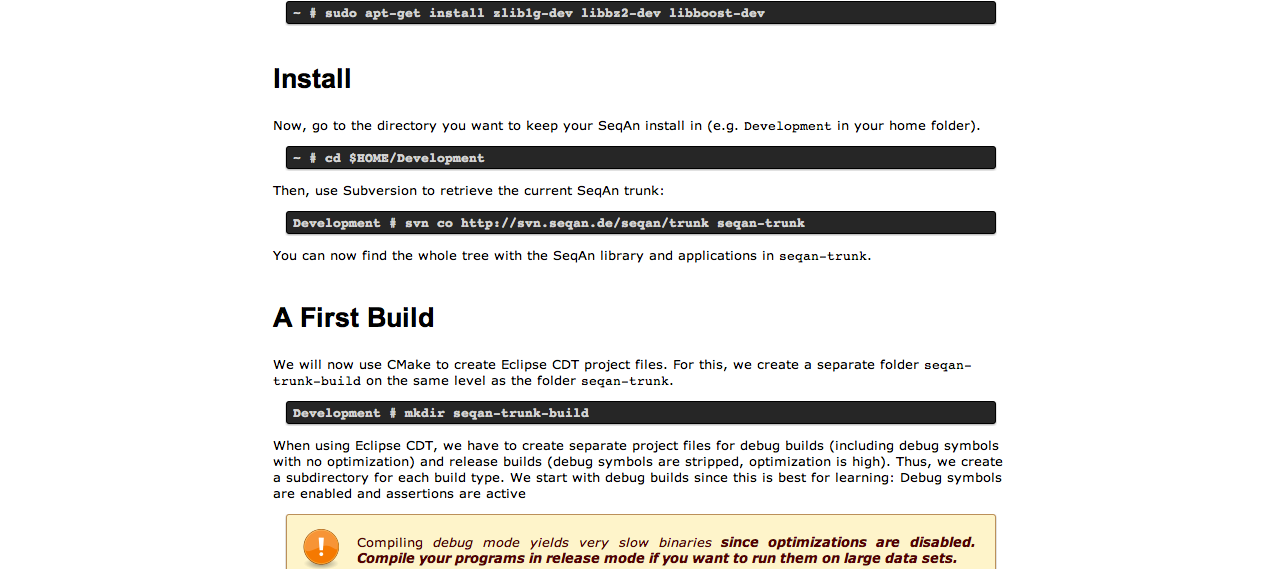 ~ # sudo apt-get install zlib1g-dev libbz2-dev libboost-dev
Install
Now, go to the directory you want to keep your SeqAn install in (e.g. Development in your home folder).
~ # cd $HOME/Development
Then, use Subversion to retrieve the current SeqAn trunk:
Development # svn co http://svn.seqan.de/seqan/trunk seqan-trunk
You can now find the whole tree with the SeqAn library and applications in seqan-trunk.
A First Build
We will now use CMake to create Eclipse CDT project files. For this, we create a separate folder seqan-
trunk-build on the same level as the folder seqan-trunk.
Development # mkdir seqan-trunk-build
When using Eclipse CDT, we have to create separate project files for debug builds (including debug symbols
with no optimization) and release builds (debug symbols are stripped, optimization is high). Thus, we create
a subdirectory for each build type. We start with debug builds since this is best for learning: Debug symbols
are enabled and assertions are active
Compiling debug mode yields very slow binaries since optimizations are disabled.
Compile your programs in release mode if you want to run them on large data sets.